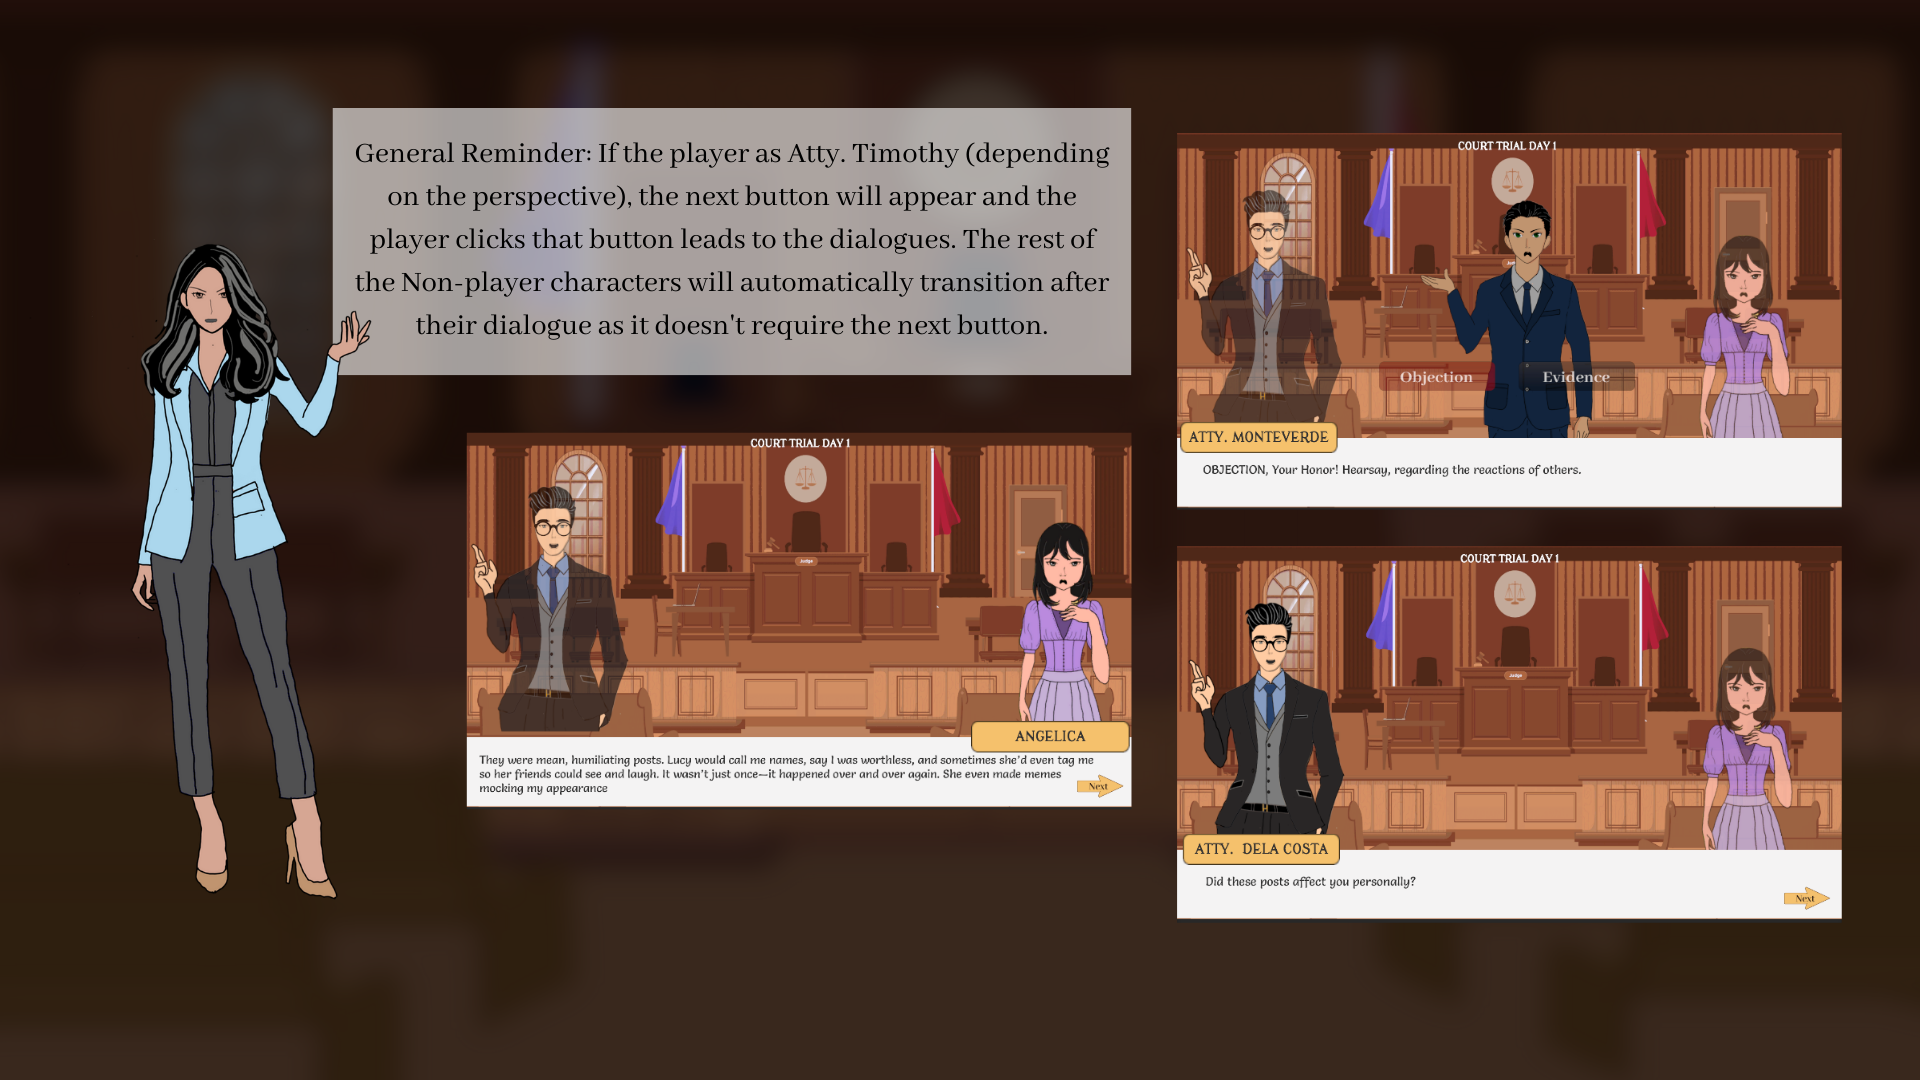 General Reminder: If the player as Atty. Timothy (depending
on the perspective), the next button will appear and the
player clicks that button leads to the dialogues. The rest of
the Non-player characters will automatically transition after
their dialogue as it doesn't require the next button.
COURT TRIAL DAY 1
Judge
ANGELICA
They were mean, humiliating posts. Lucy would call me names, say I was worthless, and sometimes she'd even tag me
so her friends could see and laugh. It wasn't just once—it happened over and over again. She even made memes
mocking my appearance
Next
COURT TRIAL DAY 1
Objection
Evidence
ATTY. MONTEVERDE
OBJECTION, Your Honor! Hearsay, regarding the reactions of others.
COURT TRIAL DAY 1
Judge
ATTY. DELA COSTA
Did these posts affect you personally?
Next